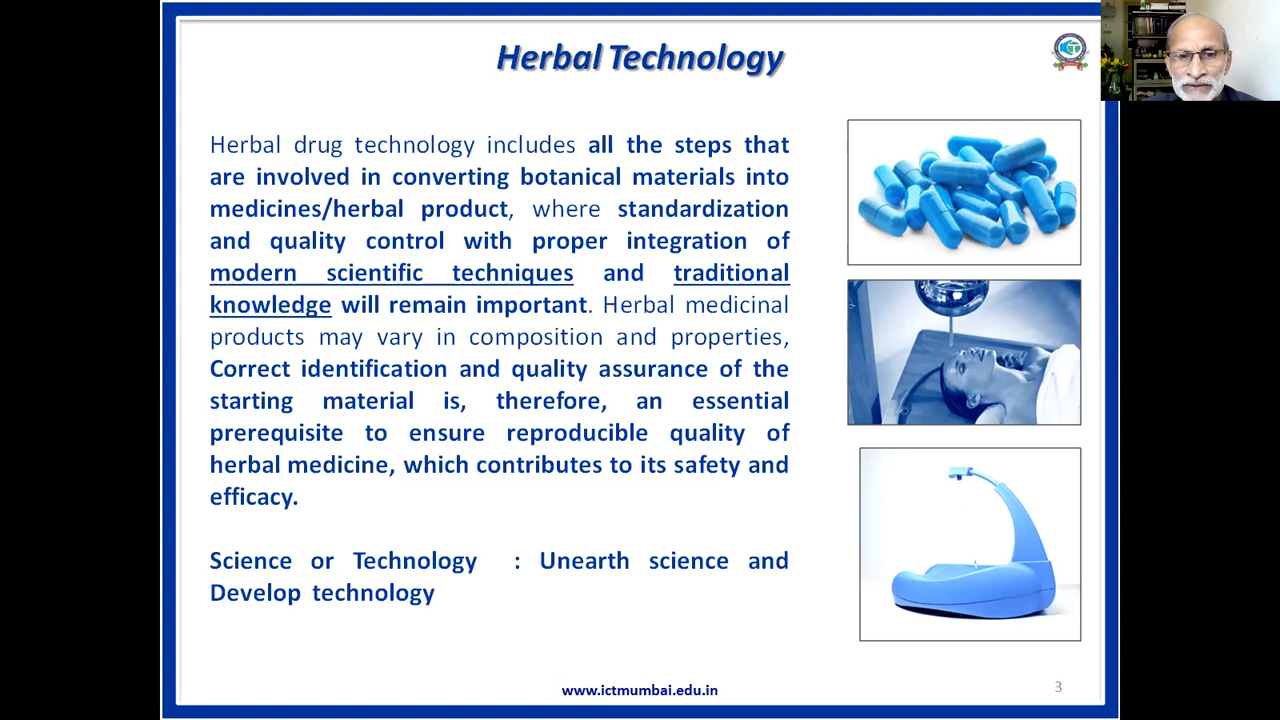 Herbal Technology
Herbal drug technology includes all the steps that
are involved in converting botanical materials into
medicines/herbal product, where standardization
and quality control with proper integration of
modern scientific techniques and traditional
knowledge will remain important. Herbal medicinal
products may vary in composition and properties,
Correct identification and quality assurance of the
starting material is, therefore, an essential
prerequisite to ensure reproducible quality of
herbal medicine, which contributes to its safety and
efficacy.
Science or Technology : Unearth science and
Develop technology
www.ictmumbai.edu.in
3